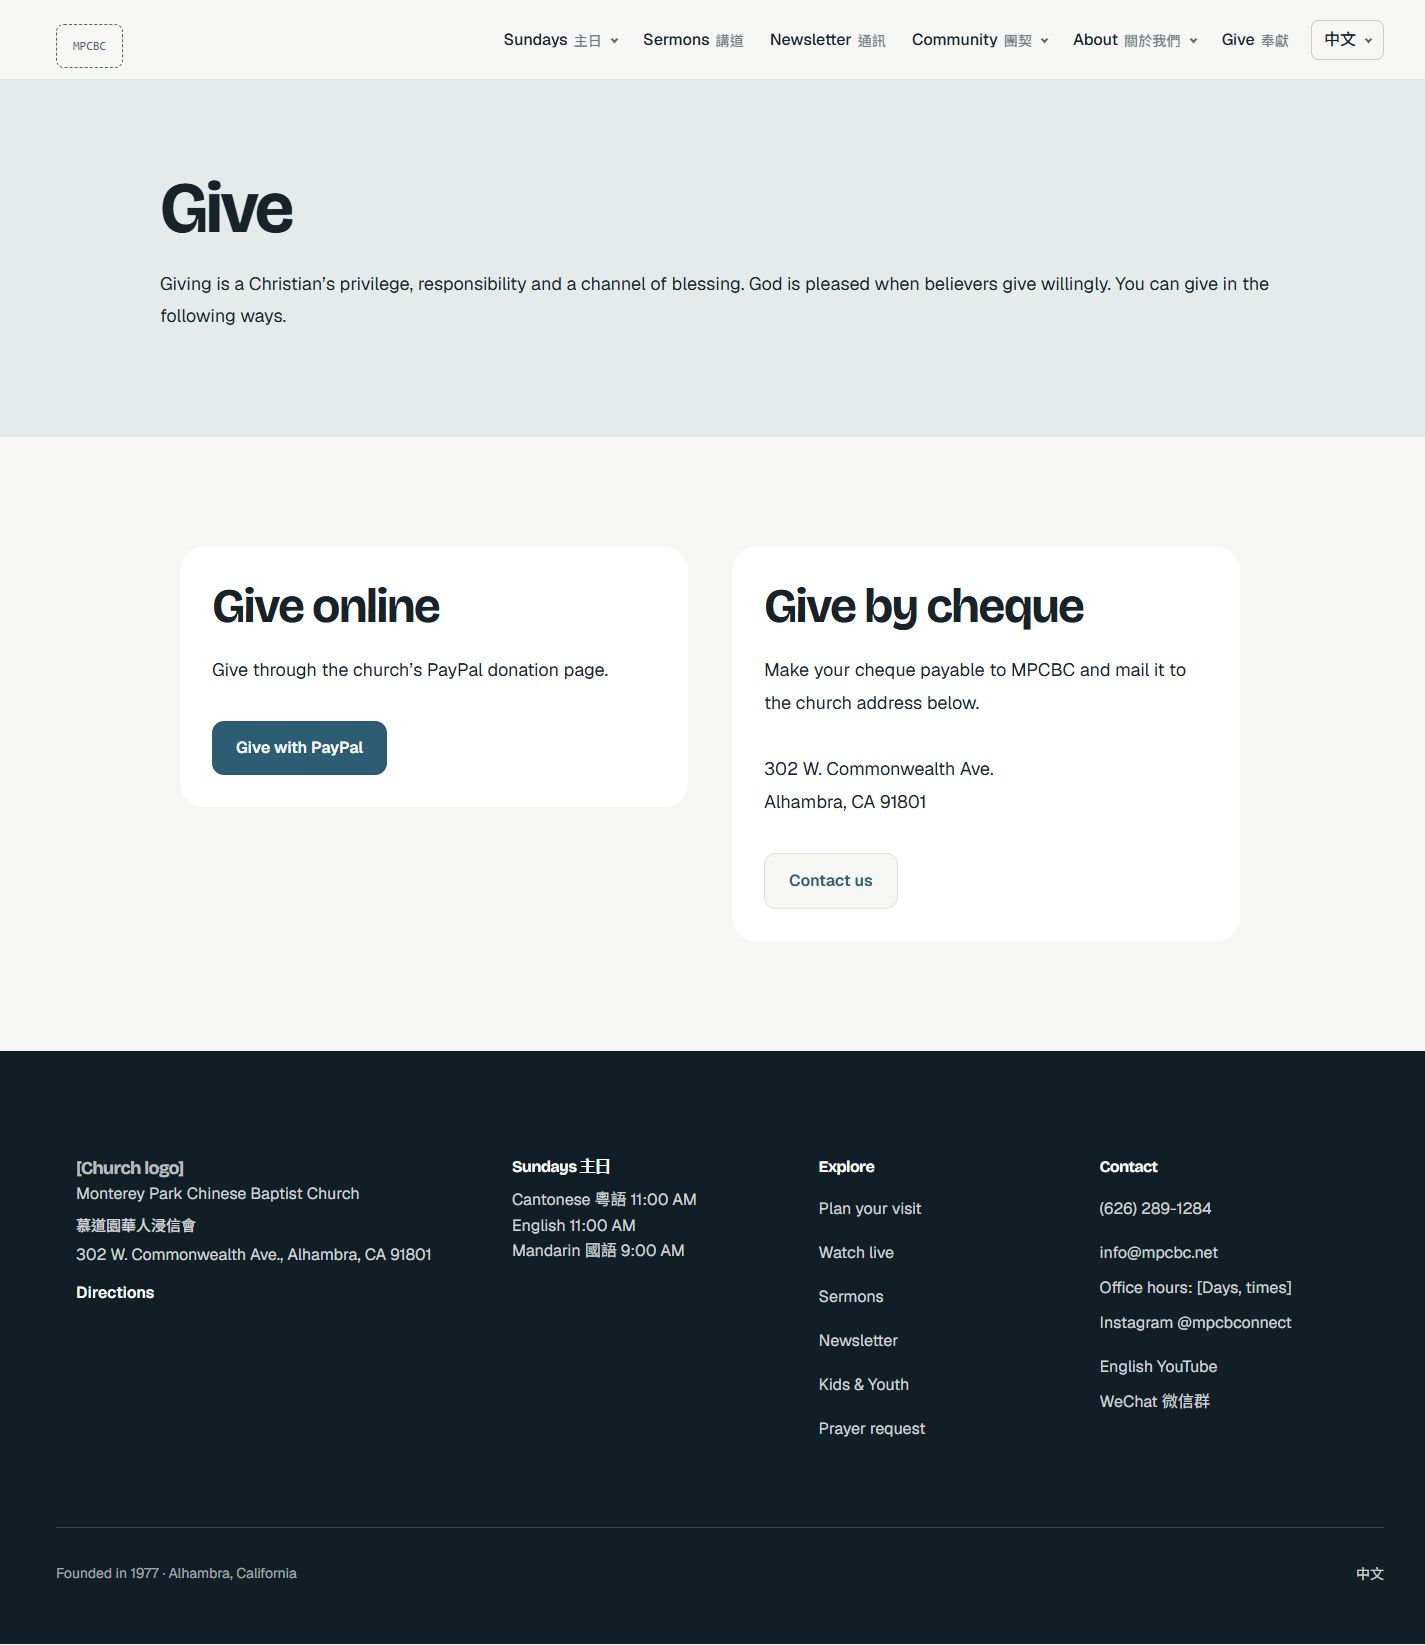 MPCBC
Sundays 主日
Sermons 講道
Newsletter 通訊
Community 團契
About 關於我們
Give 奉獻
中文
Give
Giving is a Christian’s privilege, responsibility and a channel of blessing. God is pleased when believers give willingly. You can give in the
following ways.
Give online
Give through the church’s PayPal donation page.
Give with PayPal
Give by cheque
Make your cheque payable to MPCBC and mail it to
the church address below.
302 W. Commonwealth Ave.
Alhambra, CA 91801
Contact us
[Church logo]
Monterey Park Chinese Baptist Church
慕道園華人浸信會
302 W. Commonwealth Ave., Alhambra, CA 91801
Directions
Sundays 主日
Cantonese 粵語 11:00 AM
English 11:00 AM
Mandarin 國語 9:00 AM
Explore
Plan your visit
Watch live
Sermons
Newsletter
Kids & Youth
Prayer request
Contact
(626) 289-1284
info@mpcbc.net
Office hours: [Days, times]
Instagram @mpcbconnect
English YouTube
WeChat 微信群
Founded in 1977 · Alhambra, California
中文